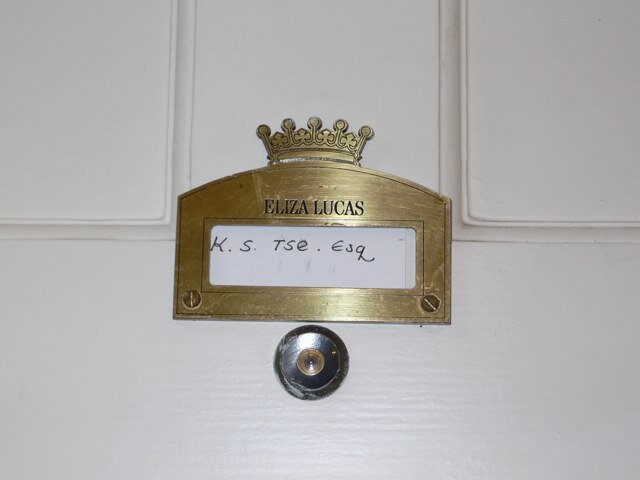 ELIZA LUCAS
K. S. TSE. Esq